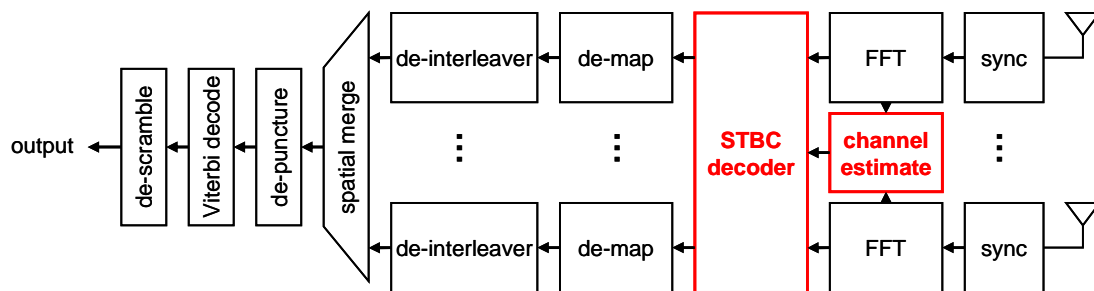 de-interleaver
de-map
FFT
sync
output
de-scramble
Viterbi decode
de-puncture
spatial merge
⋮
⋮
STBC
decoder
channel
estimate
⋮
de-interleaver
de-map
FFT
sync